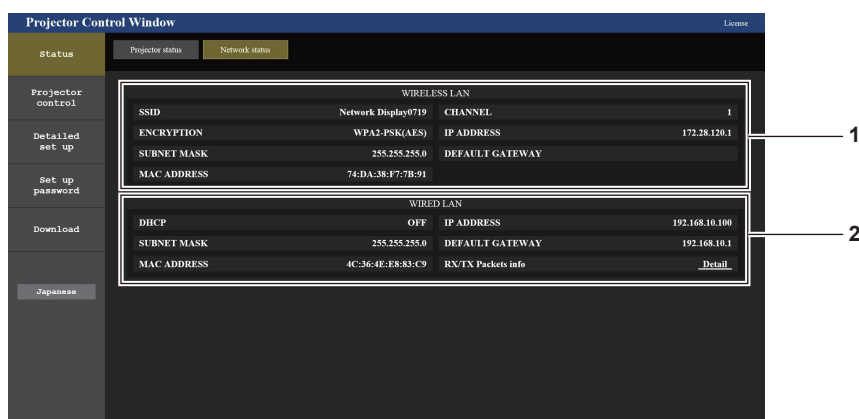 Projector Control Window
License
Status
Projector status
Network status
Projector
control
Detailed
set up
Set up
password
Download
Japanese
WIRELESS LAN
SSID Network Display0719 CHANNEL 1
ENCRYPTION WPA2-PSK(AES) IP ADDRESS 172.28.120.1
SUBNET MASK 255.255.255.0 DEFAULT GATEWAY
MAC ADDRESS 74:DA:38:F7:7B:91
1
WIRED LAN
DHCP OFF IP ADDRESS 192.168.10.100
SUBNET MASK 255.255.255.0 DEFAULT GATEWAY 192.168.10.1
MAC ADDRESS 4C:36:4E:E8:83:C9 RX/TX Packets info Detail
2